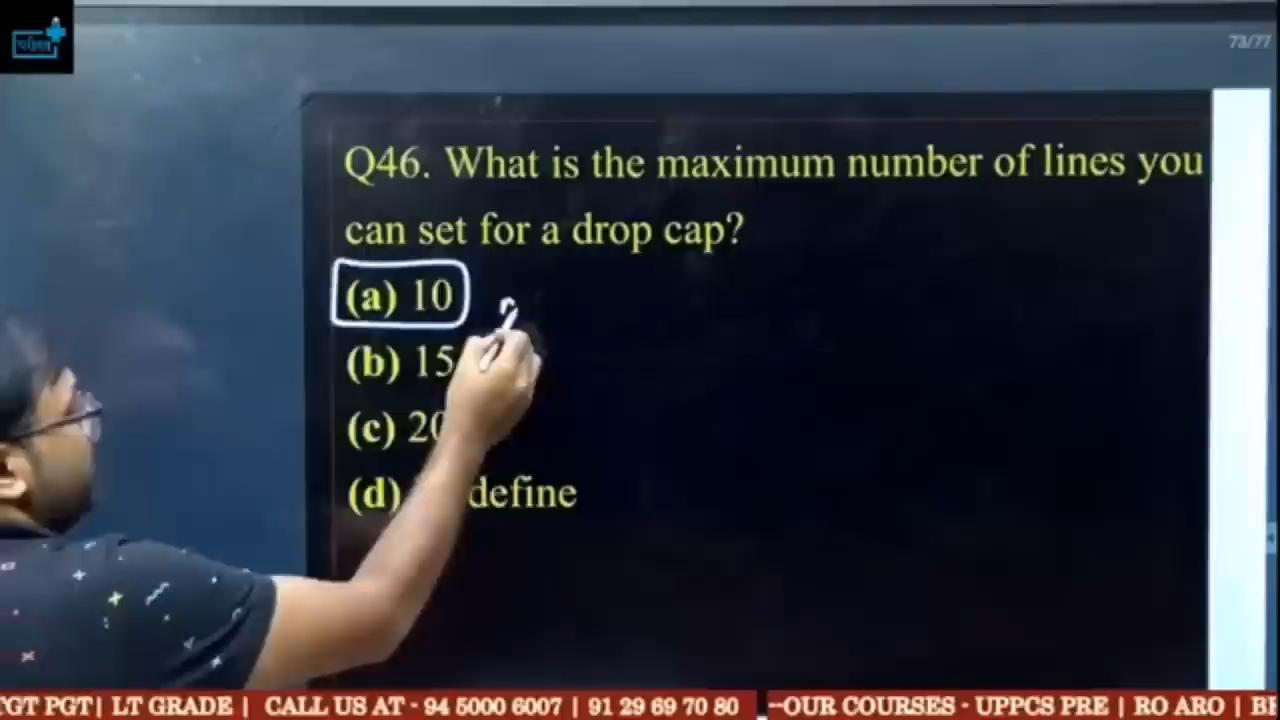 73/77
Q46. What is the maximum number of lines you
can set for a drop cap?
(a) 10
(b) 15
(c) 20
(d) define
TGT PGT| LT GRADE | CALL US AT - 94 5000 6007 | 91 29 69 70 80 --OUR COURSES - UPPCS PRE | RO ARO |